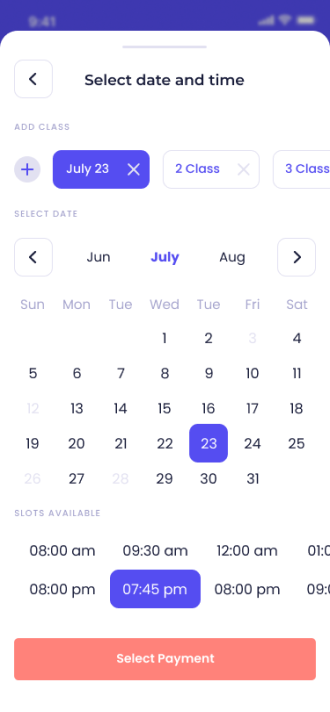 9:41
Select date and time
ADD CLASS
July 23
2 Class
3 Class
SELECT DATE
Jun July Aug
Sun Mon Tue Wed Tue Fri Sat
1 2 3 4
5 6 7 8 9 10 11
12 13 14 15 16 17 18
19 20 21 22 23 24 25
26 27 28 29 30 31
SLOTS AVAILABLE
08:00 am 09:30 am 12:00 am 01:0
08:00 pm 07:45 pm 08:00 pm 09:0
Select Payment